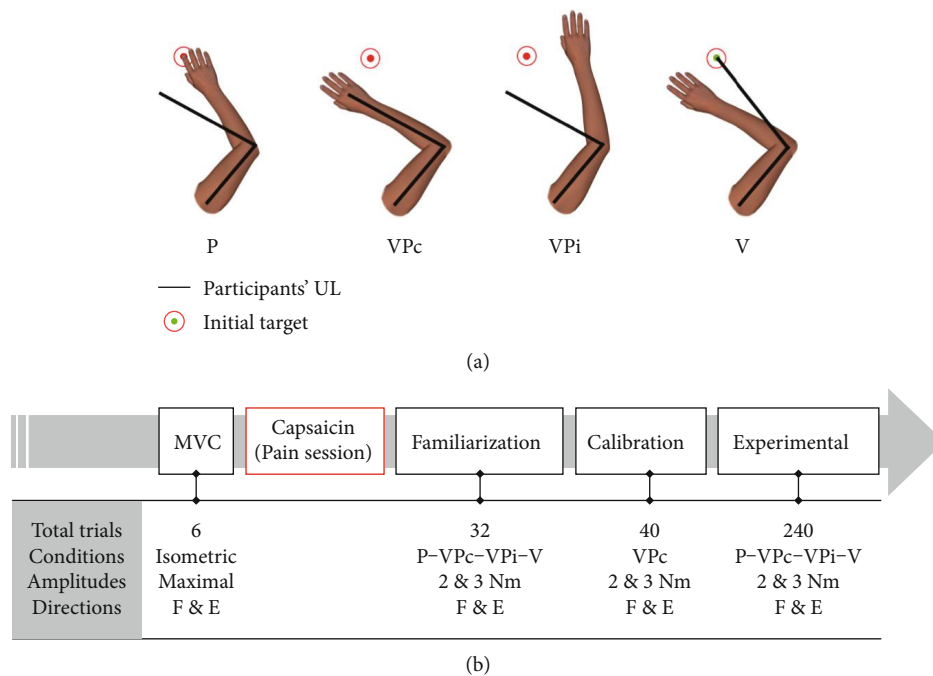 P VPc VPi V
Participants' UL
Initial target
(a)
MVC
Capsaicin
(Pain session)
Familiarization
Calibration
Experimental
Total trials 6 32 40 240
Conditions Isometric P–VPc–VPi–V VPc P–VPc–VPi–V
Amplitudes Maximal 2 & 3 Nm 2 & 3 Nm 2 & 3 Nm
Directions F & E F & E F & E F & E
(b)